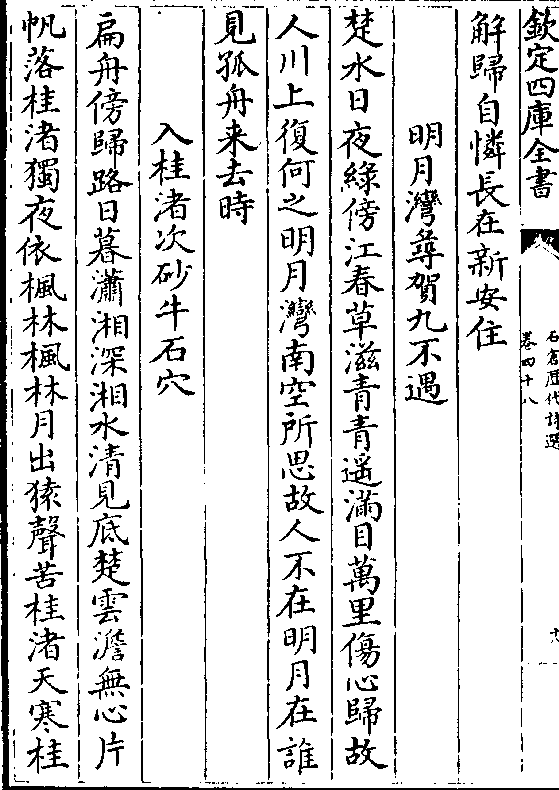 欽定四庫全書
石倉歷代詩選
卷四十八
十八
解歸自憐長在新安住
明月灣尋賀九不遇
楚水日夜綠傍江春草滋青青遥滿目萬里傷心歸故
人川上復何之明月灣南空所思故人不在明月在誰
見孤舟来去時
入桂渚次砂牛石穴
扁舟傍歸路日暮瀟湘深湘水清見底楚雲澹無心片
帆落桂渚獨夜依楓林楓林月出猿聲苦桂渚天寒桂